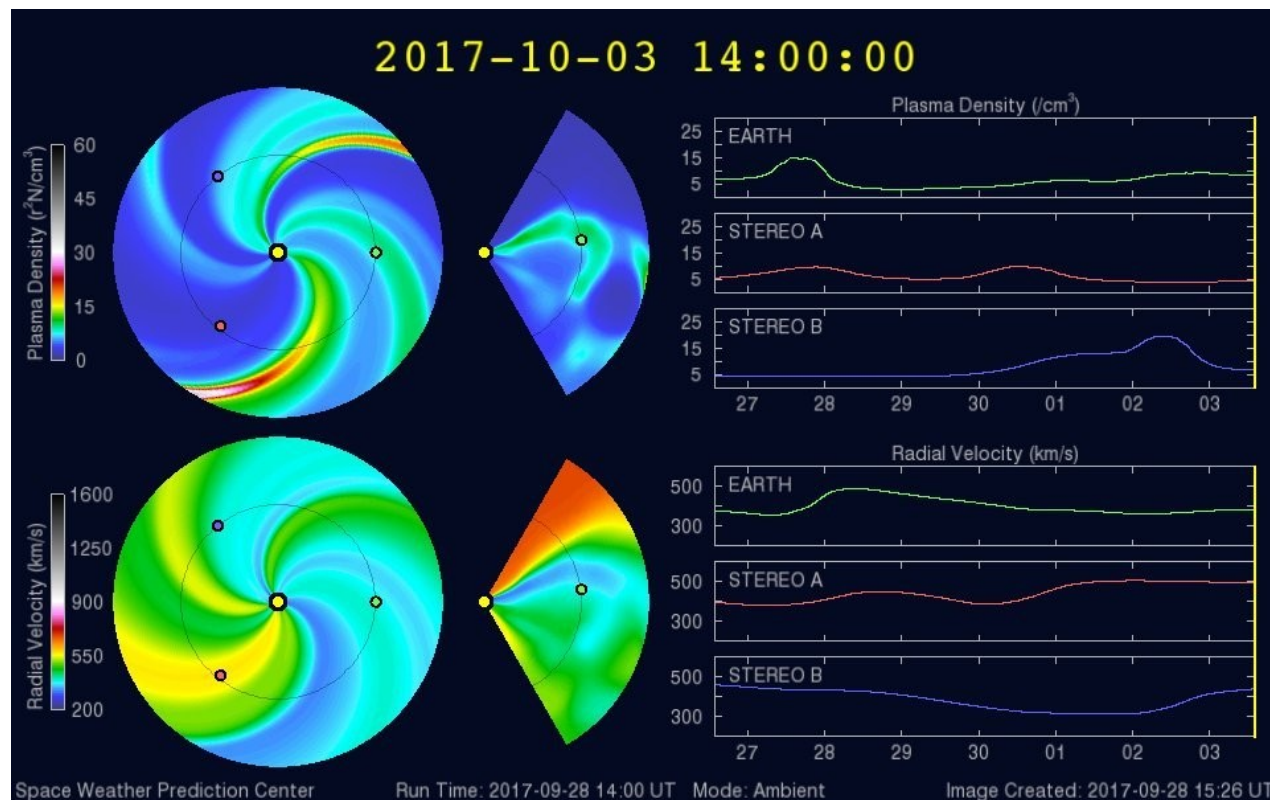 2017-10-03 14:00:00
Plasma Density (r²N/cm³)
60
45
30
15
0
Plasma Density (/cm³)
EARTH
25
15
5
STEREO A
25
15
5
STEREO B
25
15
5
27 28 29 30 01 02 03
Radial Velocity (km/s)
1600
1250
900
550
200
Radial Velocity (km/s)
EARTH
500
300
STEREO A
500
300
STEREO B
500
300
27 28 29 30 01 02 03
Space Weather Prediction Center Run Time: 2017-09-28 14:00 UT Mode: Ambient Image Created: 2017-09-28 15:26 UT